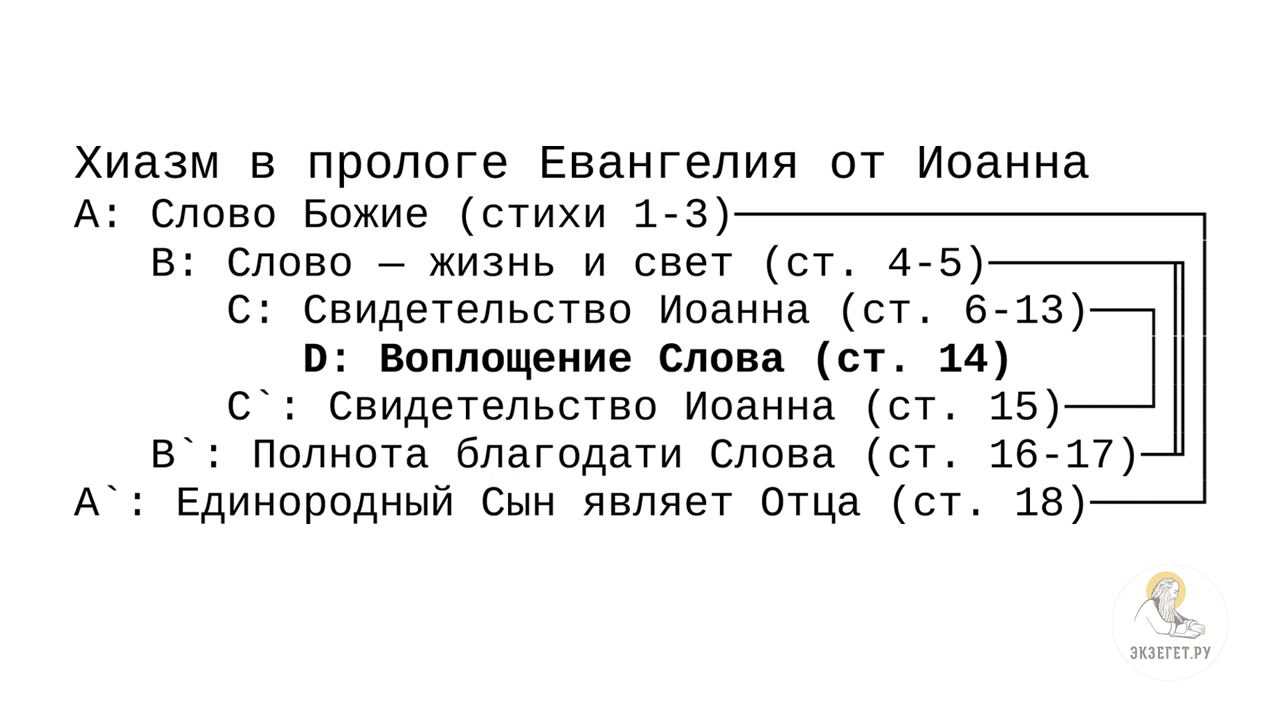 Хиазм в прологе Евангелия от Иоанна
A: Слово Божие (стихи 1-3)
B: Слово — жизнь и свет (ст. 4-5)
C: Свидетельство Иоанна (ст. 6-13)
D: Воплощение Слова (ст. 14)
C`: Свидетельство Иоанна (ст. 15)
B`: Полнота благодати Слова (ст. 16-17)
A`: Единородный Сын являет Отца (ст. 18)
ЭКЗЕГЕТ.РУ